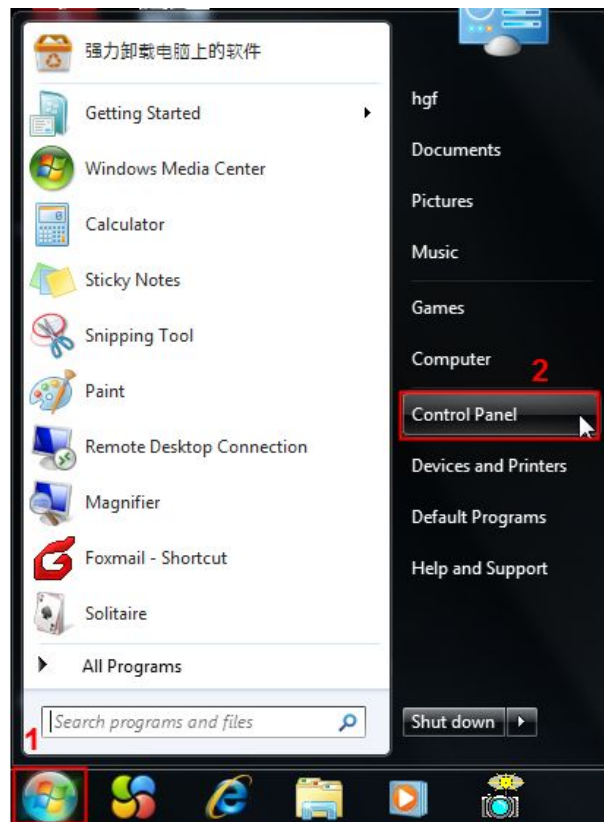 强力卸载电脑上的软件
Getting Started
Windows Media Center
Calculator
Sticky Notes
Snipping Tool
Paint
Remote Desktop Connection
Magnifier
Foxmail - Shortcut
Solitaire
All Programs
Search programs and files
1
hgf
Documents
Pictures
Music
Games
Computer
2
Control Panel
Devices and Printers
Default Programs
Help and Support
Shut down